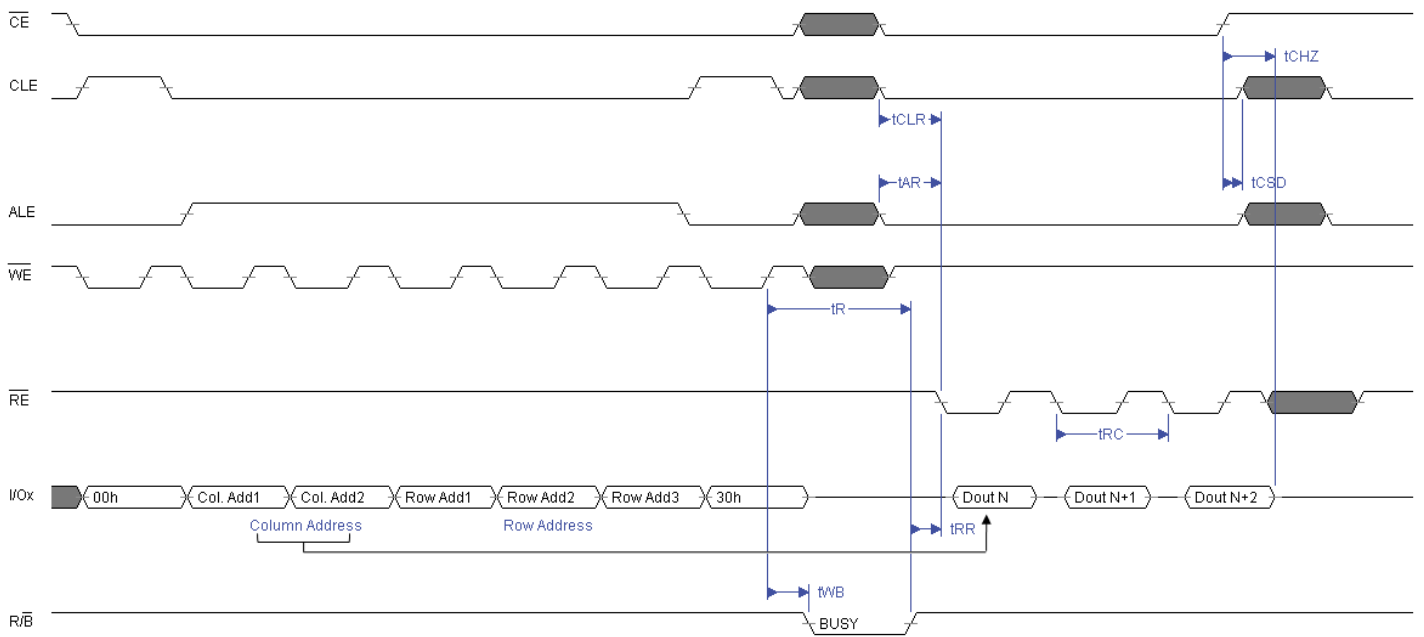 CE
tCHZ
CLE
tCLR
tAR
tCSD
ALE
WE
tR
RE
tRC
I/Ox
00h
Col. Add1
Col. Add2
Row Add1
Row Add2
Row Add3
30h
Dout N
Dout N+1
Dout N+2
Column Address
Row Address
tRR
tWB
R/B
BUSY